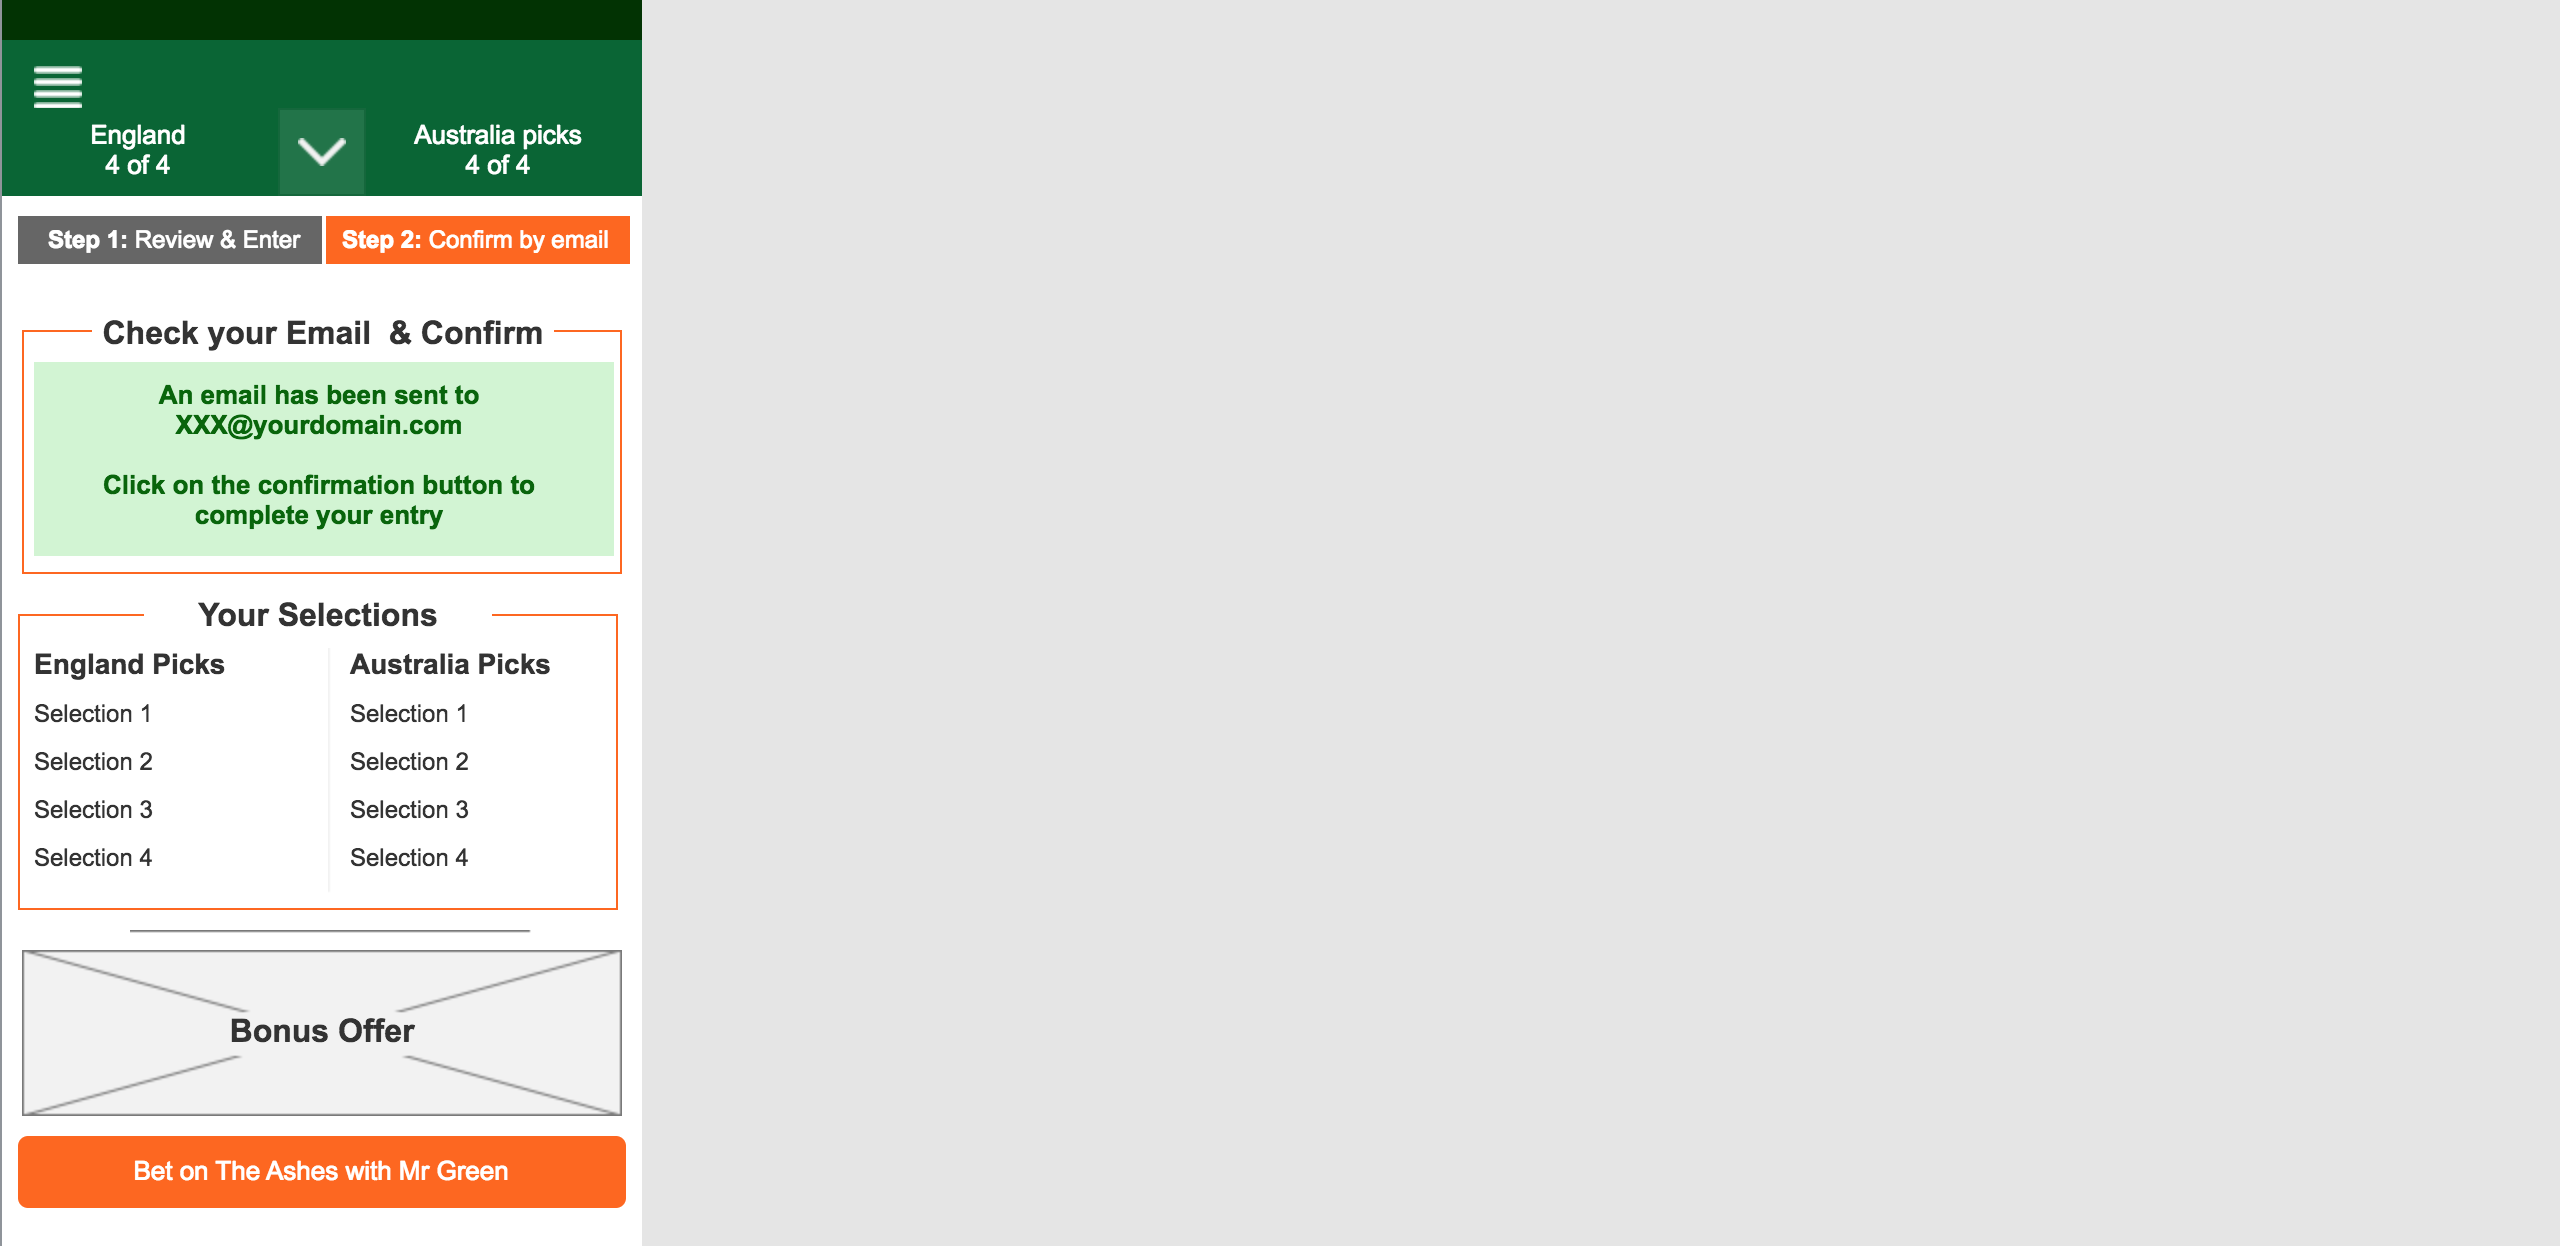 England
4 of 4
Australia picks
4 of 4
Step 1: Review & Enter
Step 2: Confirm by email
Check your Email & Confirm
An email has been sent to
XXX@yourdomain.com
Click on the confirmation button to
complete your entry
Your Selections
England Picks
Selection 1
Selection 2
Selection 3
Selection 4
Australia Picks
Selection 1
Selection 2
Selection 3
Selection 4
Bonus Offer
Bet on The Ashes with Mr Green